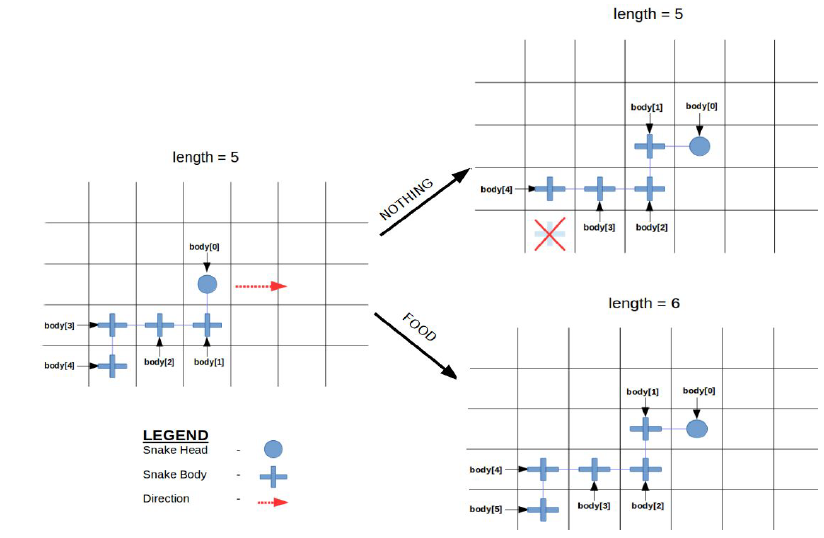 length = 5
body[0]
body[3]
body[2]
body[1]
body[4]
LEGEND
Snake Head -
Snake Body -
Direction -
NOTHING
FOOD
length = 5
body[1]
body[0]
body[4]
body[3]
body[2]
length = 6
body[1]
body[0]
body[4]
body[3]
body[2]
body[5]